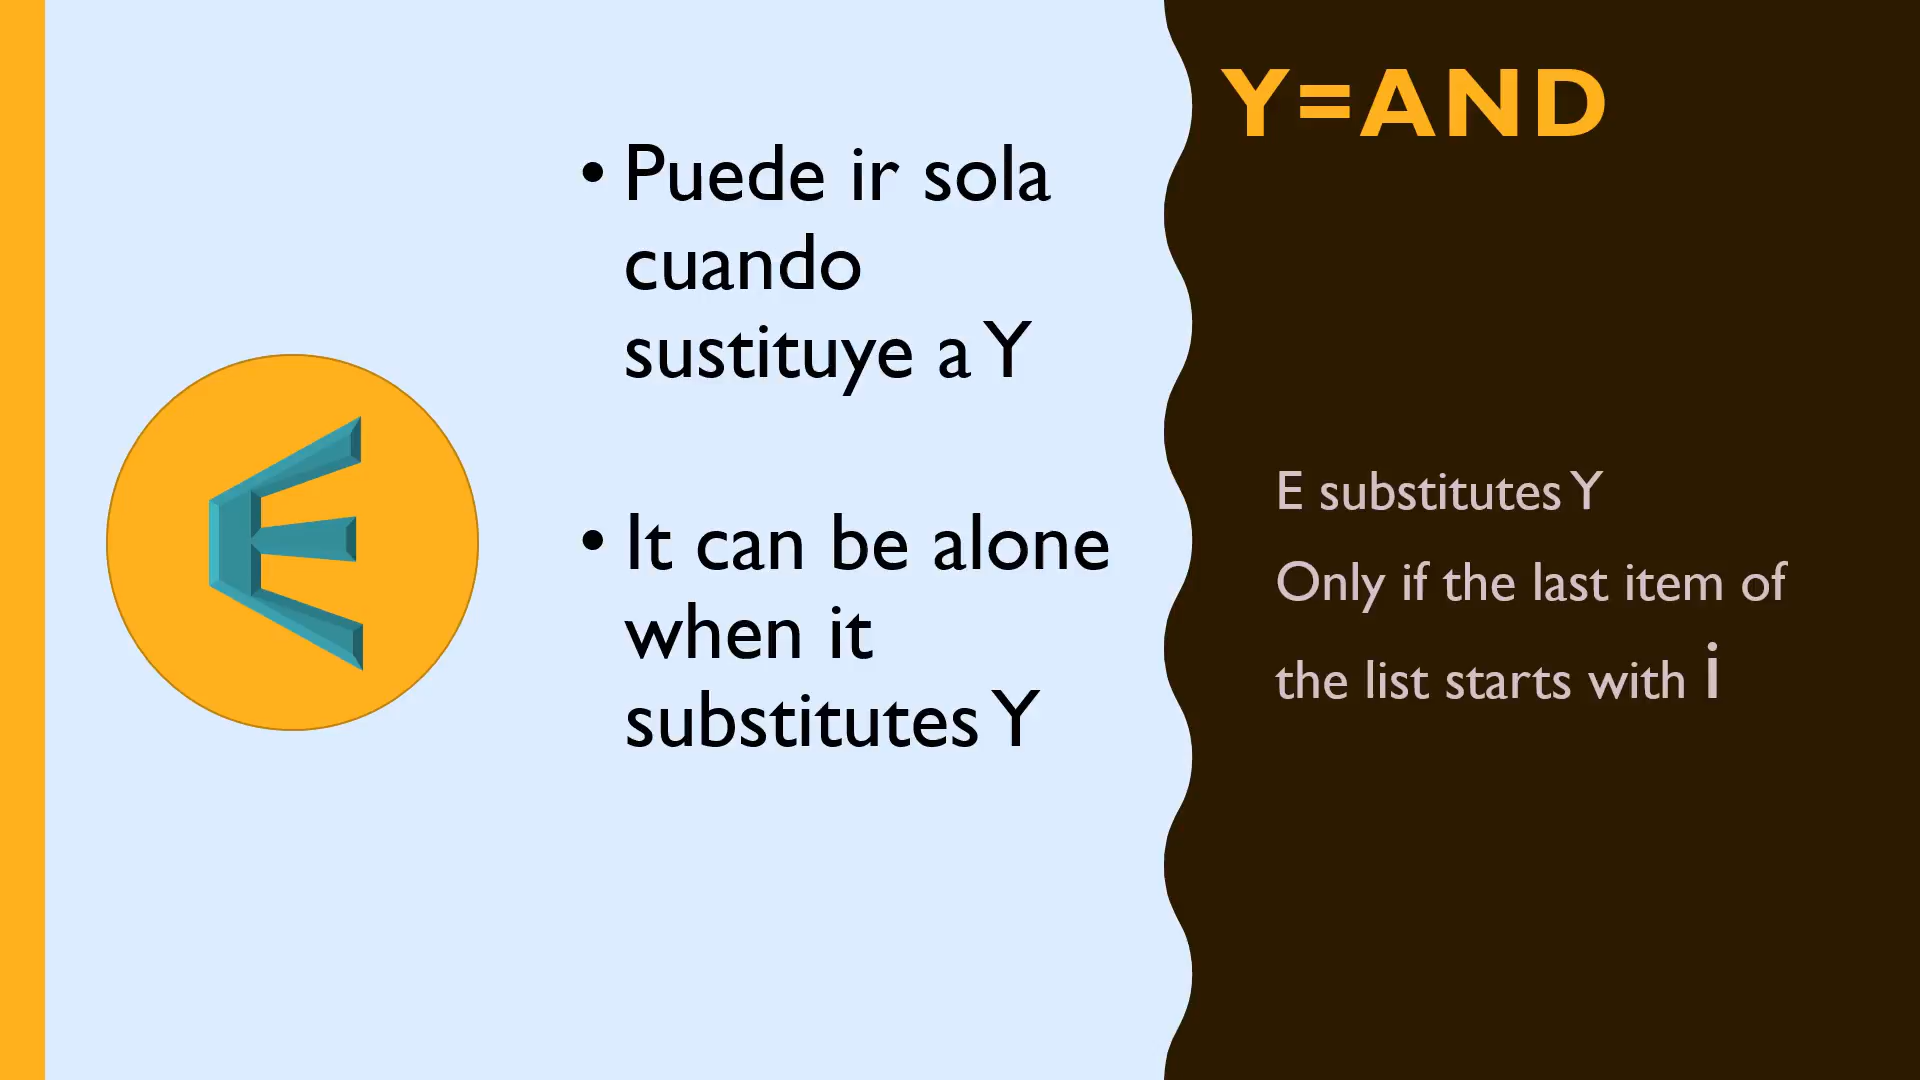 E
• Puede ir sola
cuando
sustituye a Y
• It can be alone
when it
substitutes Y
Y=AND
E substitutes Y
Only if the last item of
the list starts with i